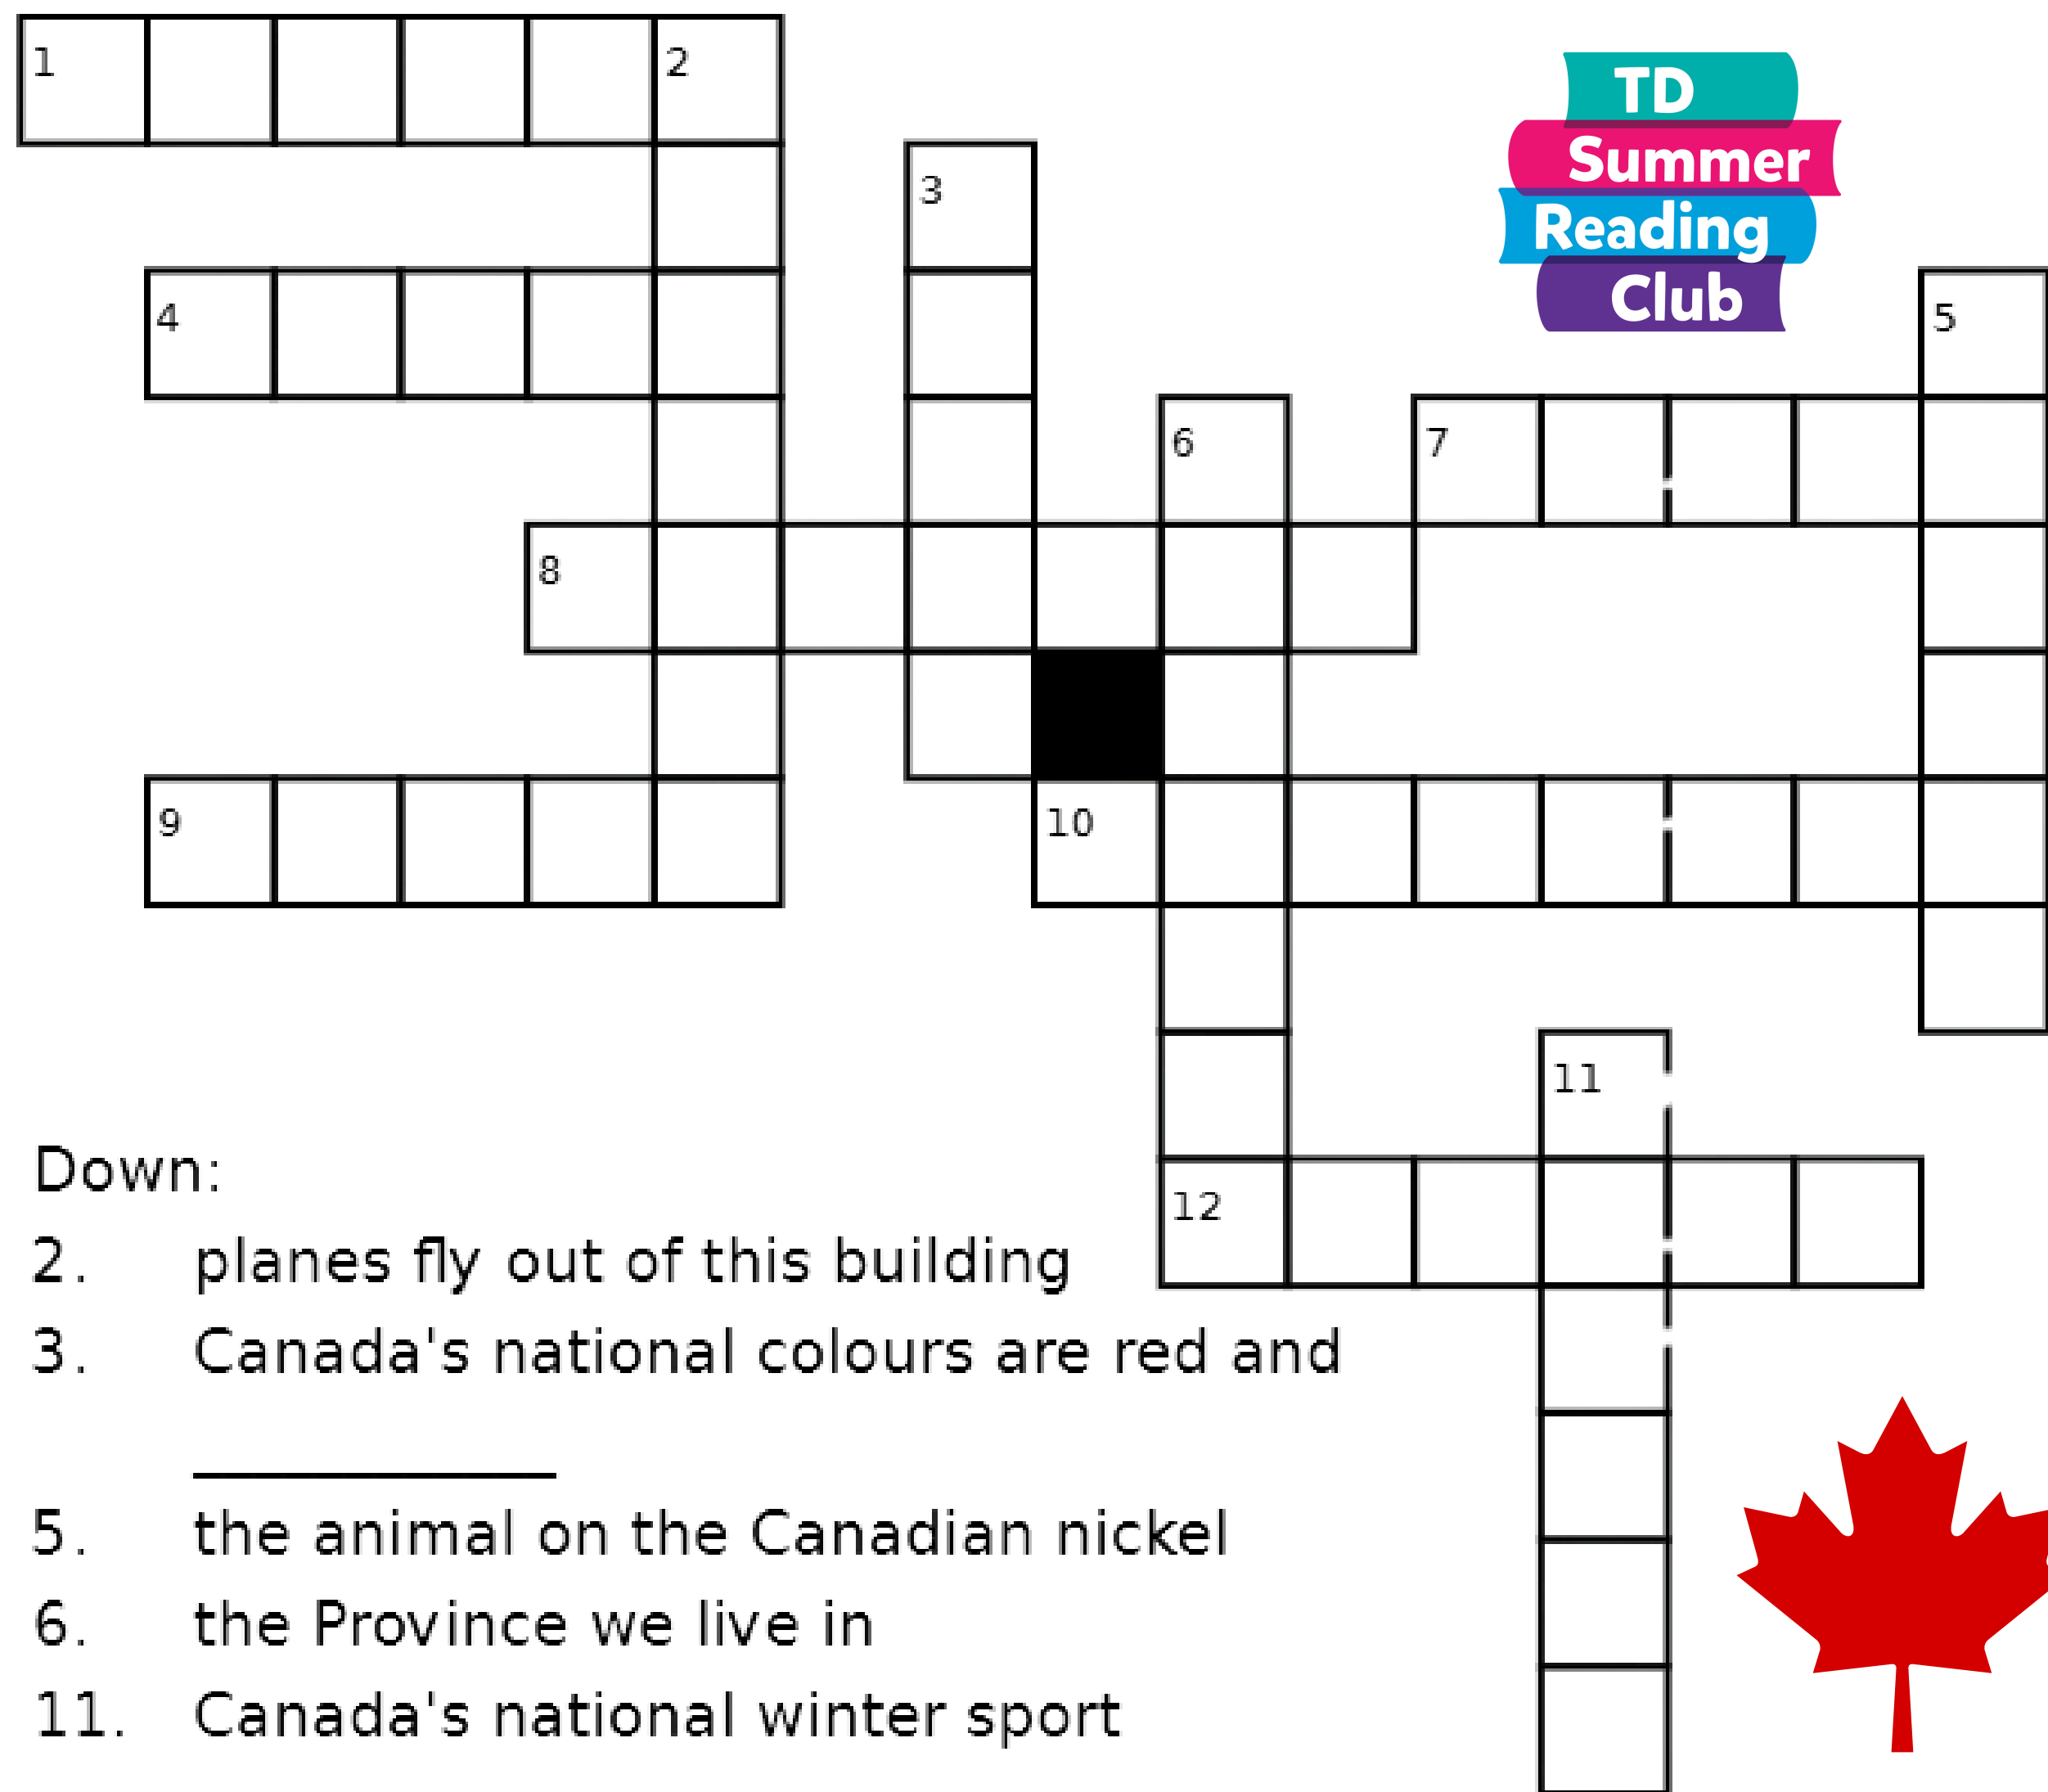 1
2
TD
Summer
Reading
Club
3
4
5
6
7
8
9
10
11
12
Down:
2. planes fly out of this building
3. Canada's national colours are red and
____________
5. the animal on the Canadian nickel
6. the Province we live in
11. Canada's national winter sport